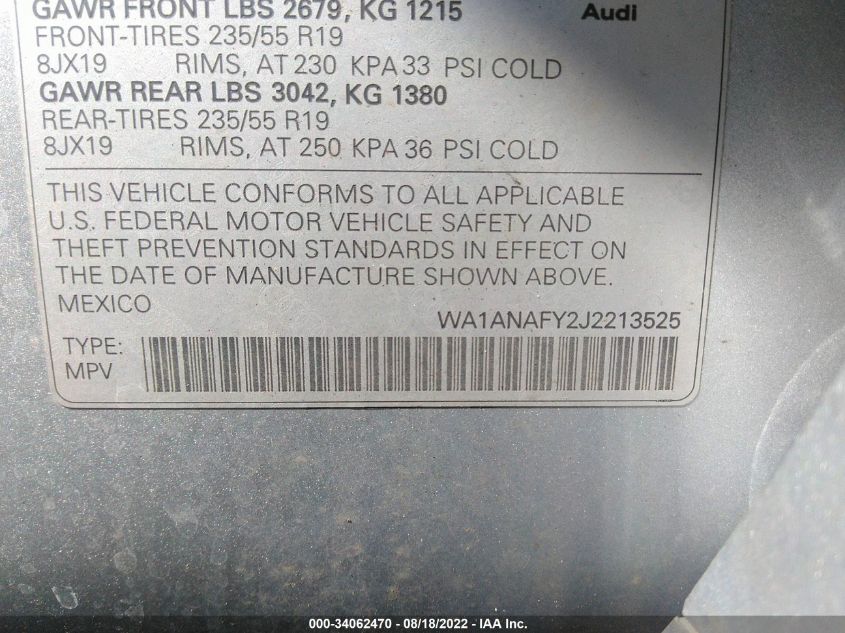 GAWR FRONT LBS 2679, KG 1215 Audi
FRONT-TIRES 235/55 R19
8JX19 RIMS, AT 230 KPA 33 PSI COLD
GAWR REAR LBS 3042, KG 1380
REAR-TIRES 235/55 R19
8JX19 RIMS, AT 250 KPA 36 PSI COLD
THIS VEHICLE CONFORMS TO ALL APPLICABLE
U.S. FEDERAL MOTOR VEHICLE SAFETY AND
THEFT PREVENTION STANDARDS IN EFFECT ON
THE DATE OF MANUFACTURE SHOWN ABOVE.
MEXICO
WA1ANAFY2J2213525
TYPE:
MPV
000-34062470 - 08/18/2022 - IAA Inc.